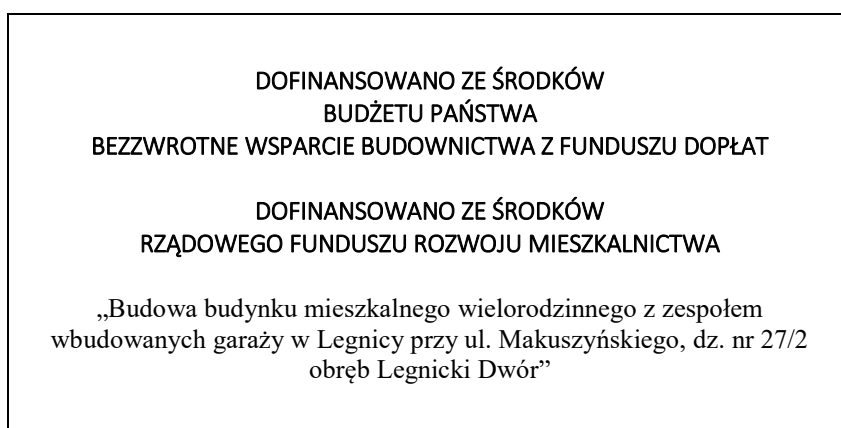 DOFINANSOWANO ZE ŚRODKÓW
BUDŻETU PAŃSTWA
BEZZWROTNE WSPARCIE BUDOWNICTWA Z FUNDUSZU DOPŁAT
DOFINANSOWANO ZE ŚRODKÓW
RZĄDOWEGO FUNDUSZU ROZWOJU MIESZKALNICTWA
„Budowa budynku mieszkalnego wielorodzinnego z zespołem
wbudowanych garaży w Legnicy przy ul. Makuszyńskiego, dz. nr 27/2
obręb Legnicki Dwór”